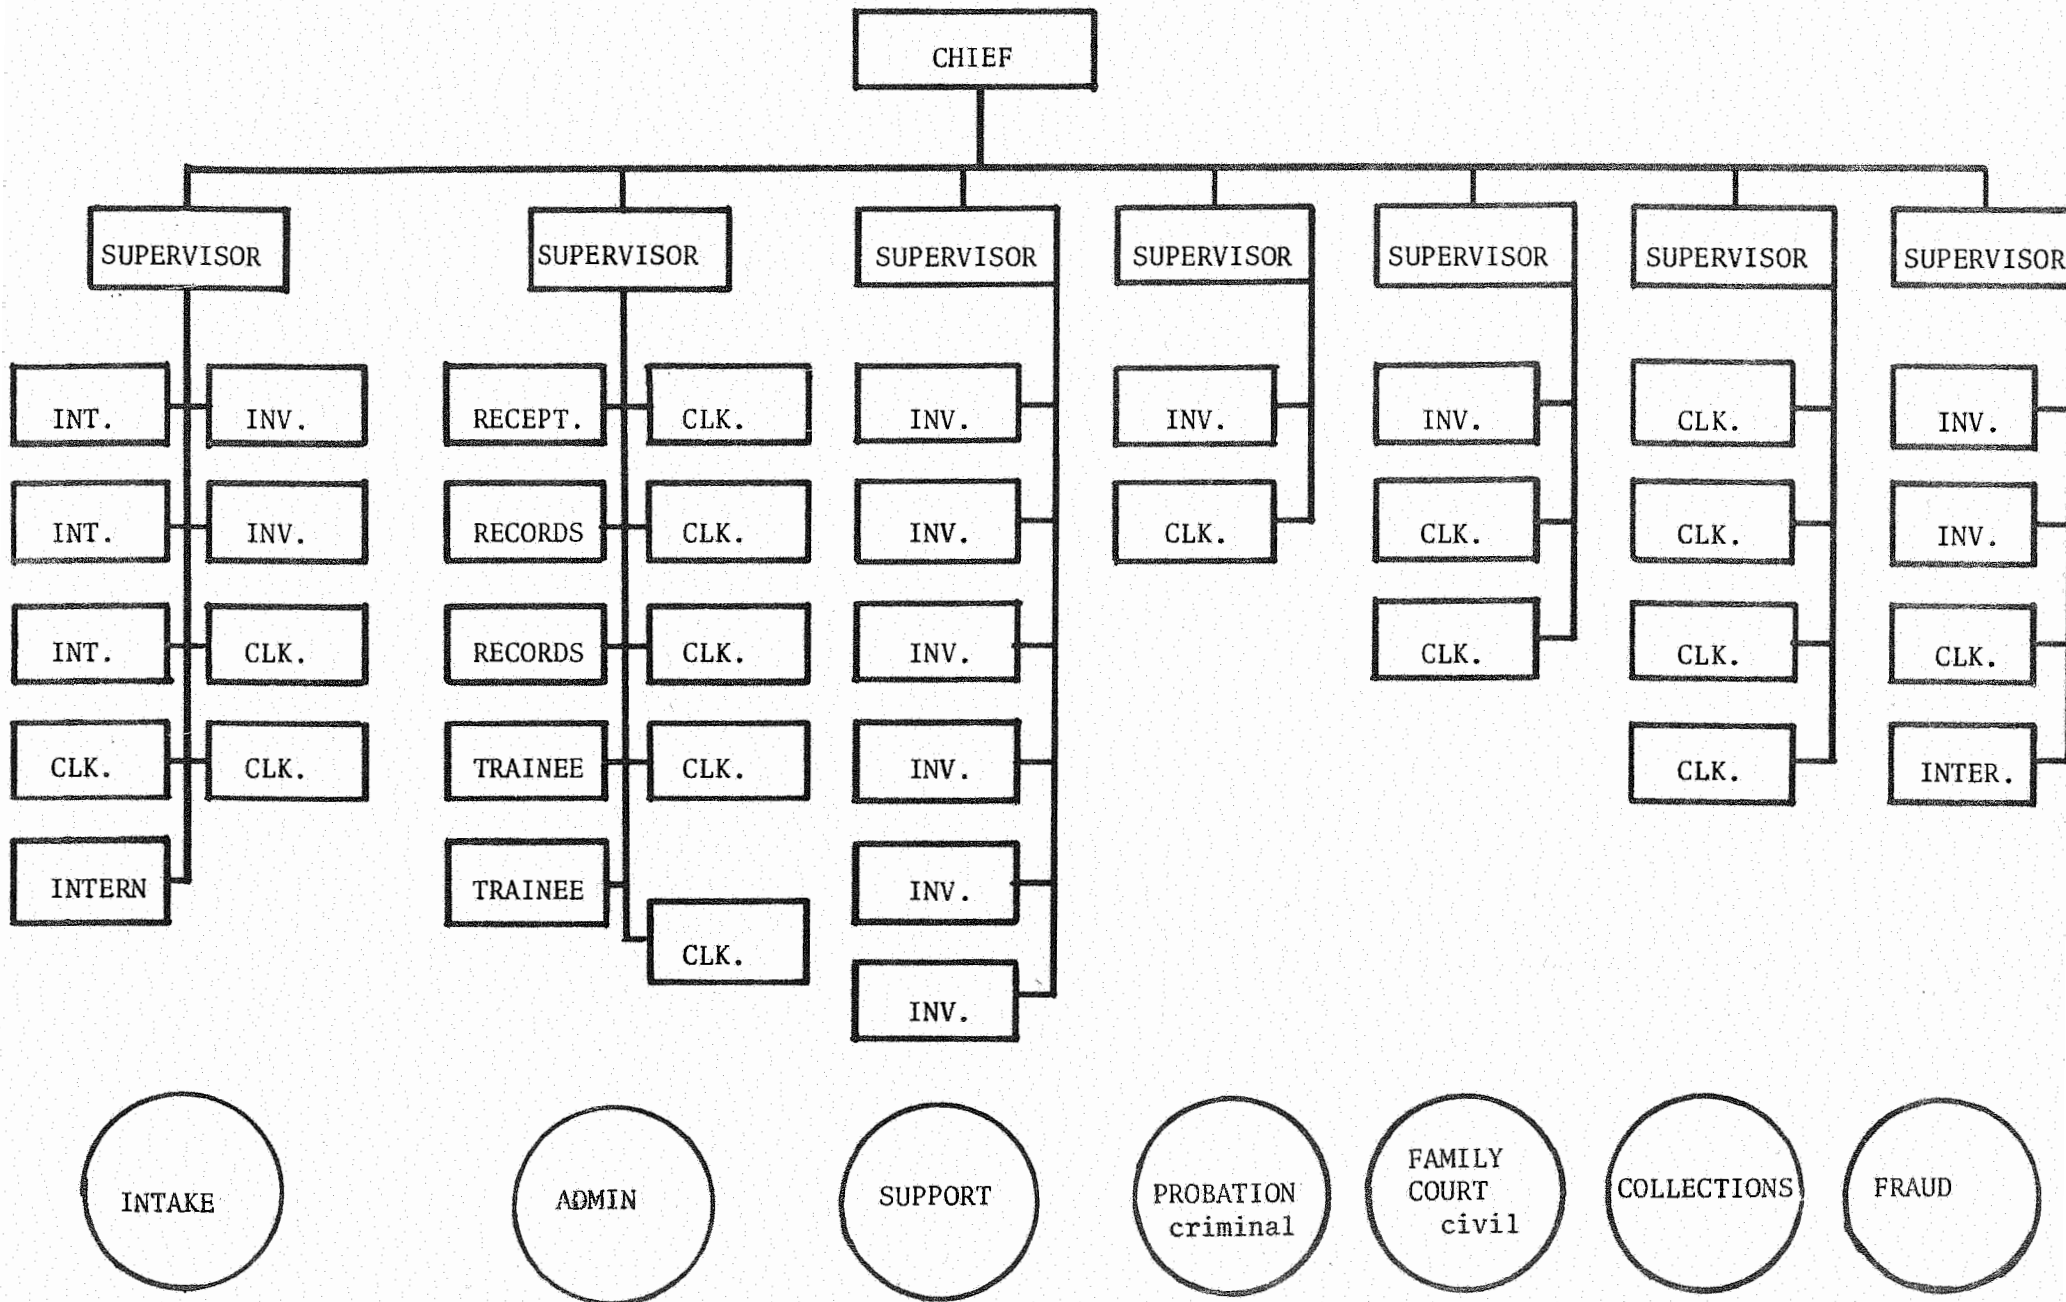 CHIEF
SUPERVISOR
SUPERVISOR
SUPERVISOR
SUPERVISOR
SUPERVISOR
SUPERVISOR
SUPERVISOR
INT.
INV.
RECEPT.
CLK.
INV.
INV.
INV.
CLK.
INV.
INT.
INV.
RECORDS
CLK.
INV.
CLK.
CLK.
CLK.
INV.
INT.
CLK.
RECORDS
CLK.
INV.
CLK.
CLK.
CLK.
CLK.
CLK.
TRAINEE
CLK.
INV.
CLK.
INTER.
INTERN
TRAINEE
INV.
CLK.
INV.
INTAKE
ADMIN
SUPPORT
PROBATION
criminal
FAMILY
COURT
civil
COLLECTIONS
FRAUD